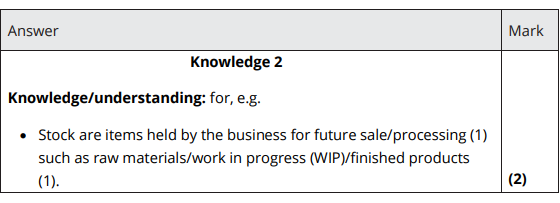 Answer Mark
Knowledge 2
Knowledge/understanding: for, e.g.
• Stock are items held by the business for future sale/processing (1)
such as raw materials/work in progress (WIP)/finished products
(1). (2)